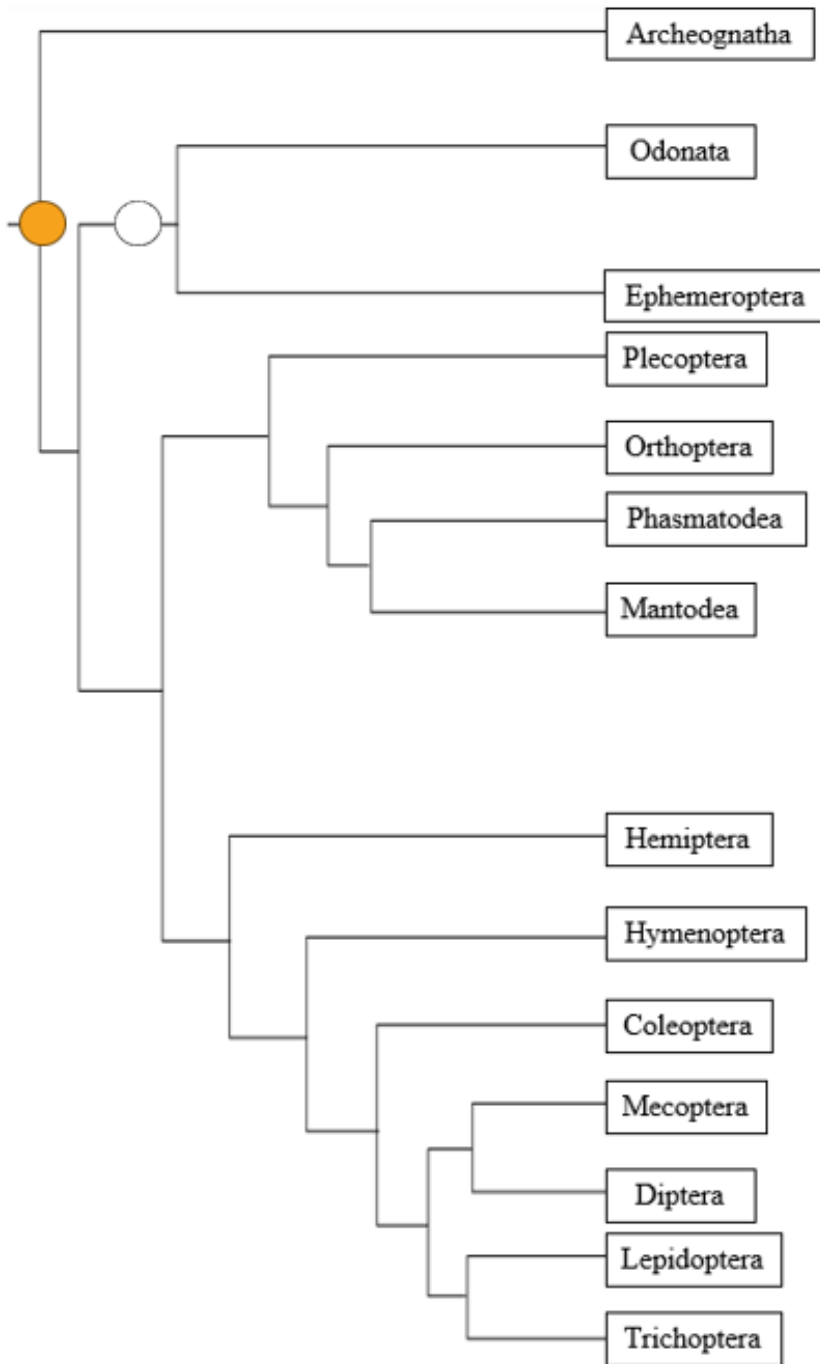 Archeognatha
Odonata
Ephemeroptera
Plecoptera
Orthoptera
Phasmatodea
Mantodea
Hemiptera
Hymenoptera
Coleoptera
Mecoptera
Diptera
Lepidoptera
Trichoptera